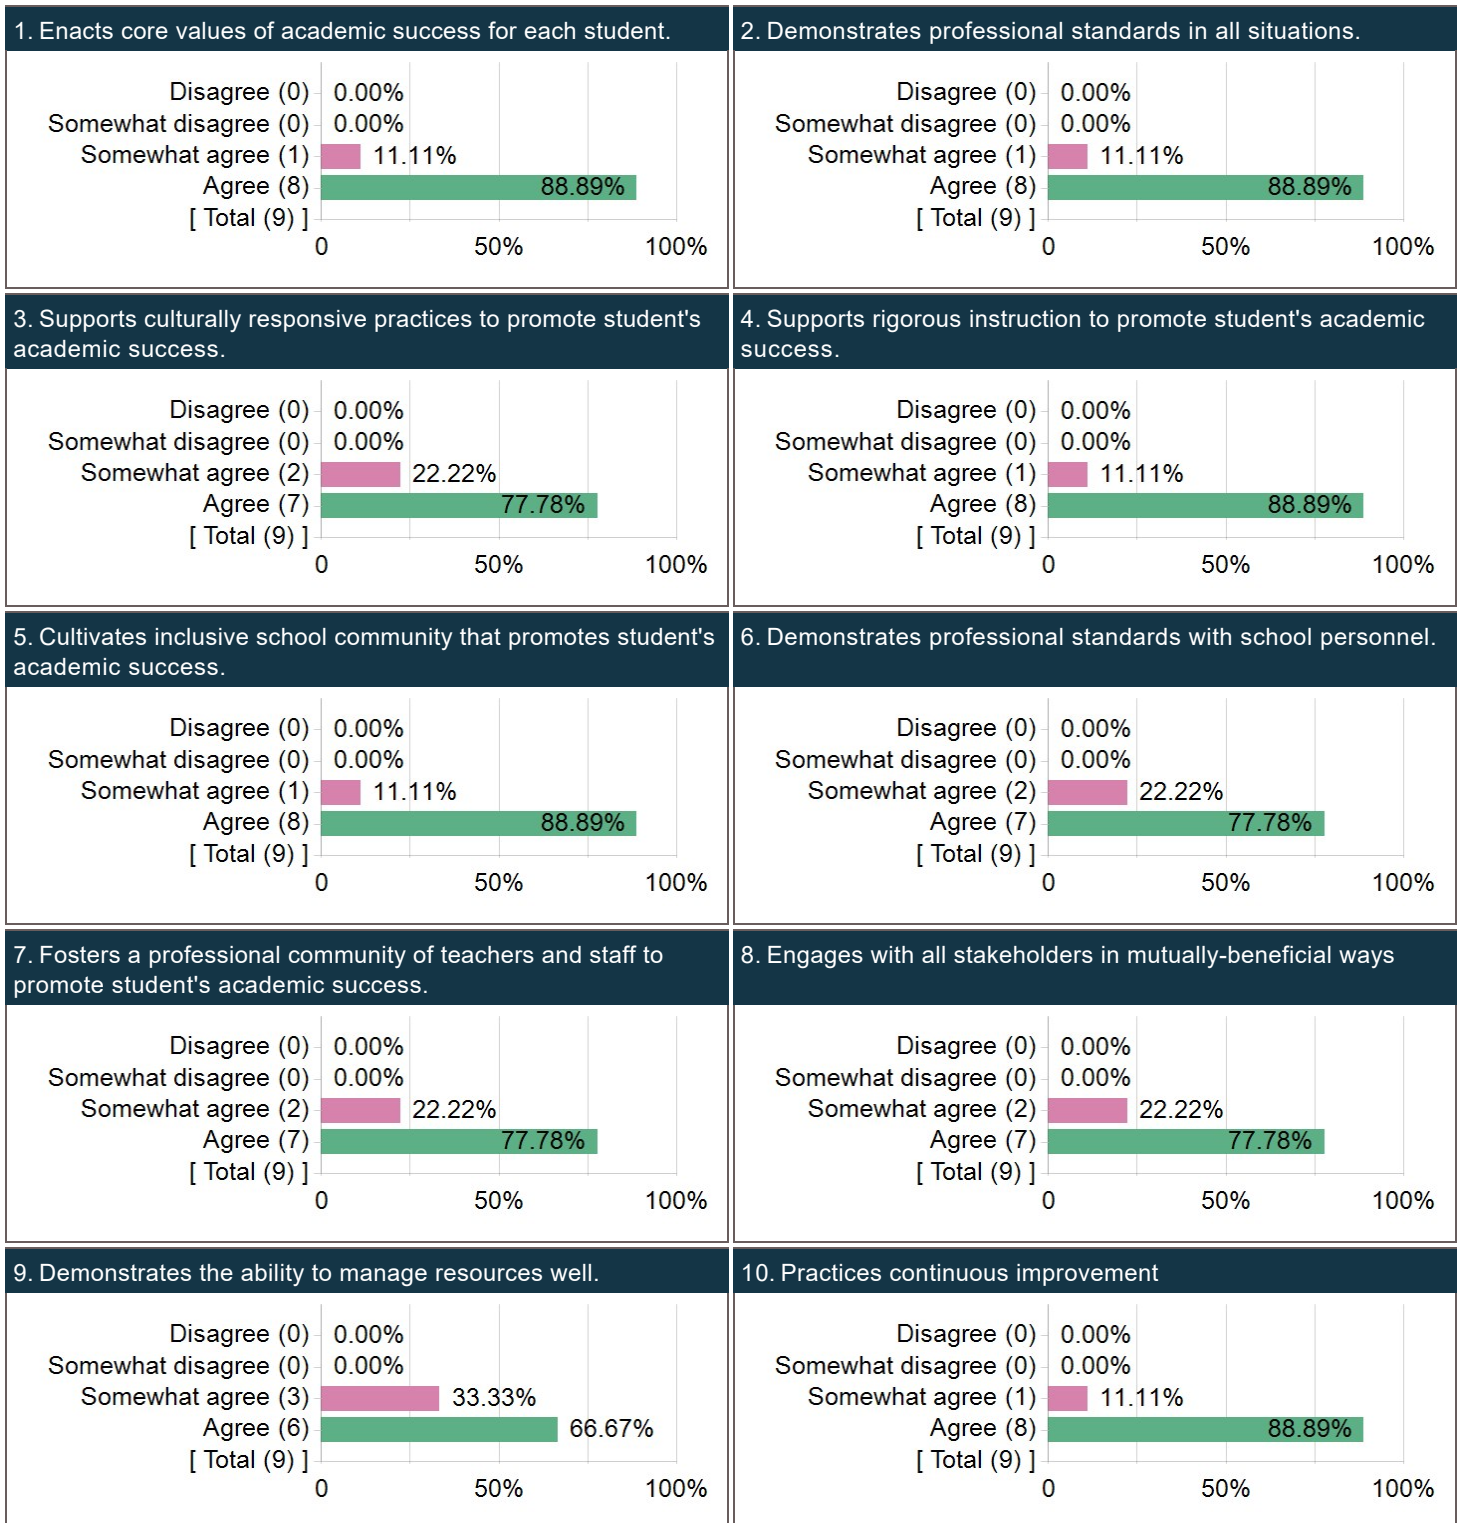 1. Enacts core values of academic success for each student.
Disagree (0) 0.00%
Somewhat disagree (0) 0.00%
Somewhat agree (1) 11.11%
Agree (8) 88.89%
[ Total (9) ]
0 50% 100%
2. Demonstrates professional standards in all situations.
Disagree (0) 0.00%
Somewhat disagree (0) 0.00%
Somewhat agree (1) 11.11%
Agree (8) 88.89%
[ Total (9) ]
0 50% 100%
3. Supports culturally responsive practices to promote student's
academic success.
Disagree (0) 0.00%
Somewhat disagree (0) 0.00%
Somewhat agree (2) 22.22%
Agree (7) 77.78%
[ Total (9) ]
0 50% 100%
4. Supports rigorous instruction to promote student's academic
success.
Disagree (0) 0.00%
Somewhat disagree (0) 0.00%
Somewhat agree (1) 11.11%
Agree (8) 88.89%
[ Total (9) ]
0 50% 100%
5. Cultivates inclusive school community that promotes student's
academic success.
Disagree (0) 0.00%
Somewhat disagree (0) 0.00%
Somewhat agree (1) 11.11%
Agree (8) 88.89%
[ Total (9) ]
0 50% 100%
6. Demonstrates professional standards with school personnel.
Disagree (0) 0.00%
Somewhat disagree (0) 0.00%
Somewhat agree (2) 22.22%
Agree (7) 77.78%
[ Total (9) ]
0 50% 100%
7. Fosters a professional community of teachers and staff to
promote student's academic success.
Disagree (0) 0.00%
Somewhat disagree (0) 0.00%
Somewhat agree (2) 22.22%
Agree (7) 77.78%
[ Total (9) ]
0 50% 100%
8. Engages with all stakeholders in mutually-beneficial ways
Disagree (0) 0.00%
Somewhat disagree (0) 0.00%
Somewhat agree (2) 22.22%
Agree (7) 77.78%
[ Total (9) ]
0 50% 100%
9. Demonstrates the ability to manage resources well.
Disagree (0) 0.00%
Somewhat disagree (0) 0.00%
Somewhat agree (3) 33.33%
Agree (6) 66.67%
[ Total (9) ]
0 50% 100%
10. Practices continuous improvement
Disagree (0) 0.00%
Somewhat disagree (0) 0.00%
Somewhat agree (1) 11.11%
Agree (8) 88.89%
[ Total (9) ]
0 50% 100%